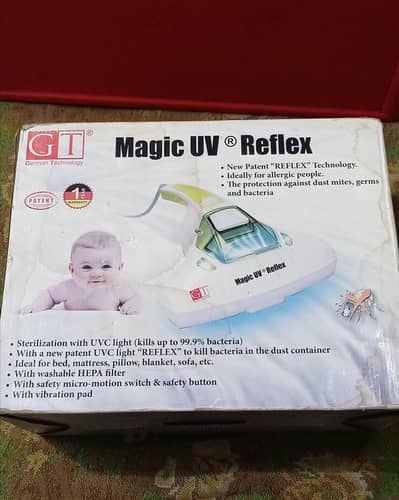 GT®
German Technology
Magic UV ® Reflex
• New Patent "REFLEX" Technology.
• Ideally for allergic people.
• The protection against dust mites, germs
and bacteria
PATENT
1
WARRANTY
Magic UV ® Reflex
GT
• Sterilization with UVC light (kills up to 99.9% bacteria)
• With a new patent UVC light "REFLEX" to kill bacteria in the dust container
• Ideal for bed, mattress, pillow, blanket, sofa, etc.
• With washable HEPA filter
• With safety micro-motion switch & safety button
• With vibration pad